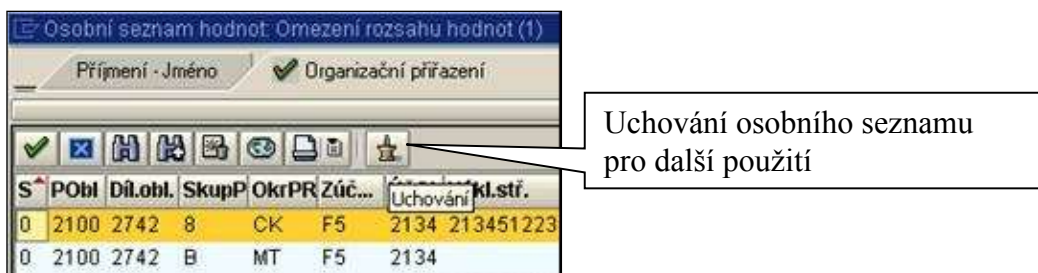 Osobní seznam hodnot: Omezení rozsahu hodnot (1)
Příjmení - Jméno
Organizační přiřazení
Uchování osobního seznamu
pro další použití
S PObl Díl.obl. SkupP OkrPR Zúč... kl.stř.
Uchování
0 2100 2742 8 CK F5 2134 213451223
0 2100 2742 B MT F5 2134